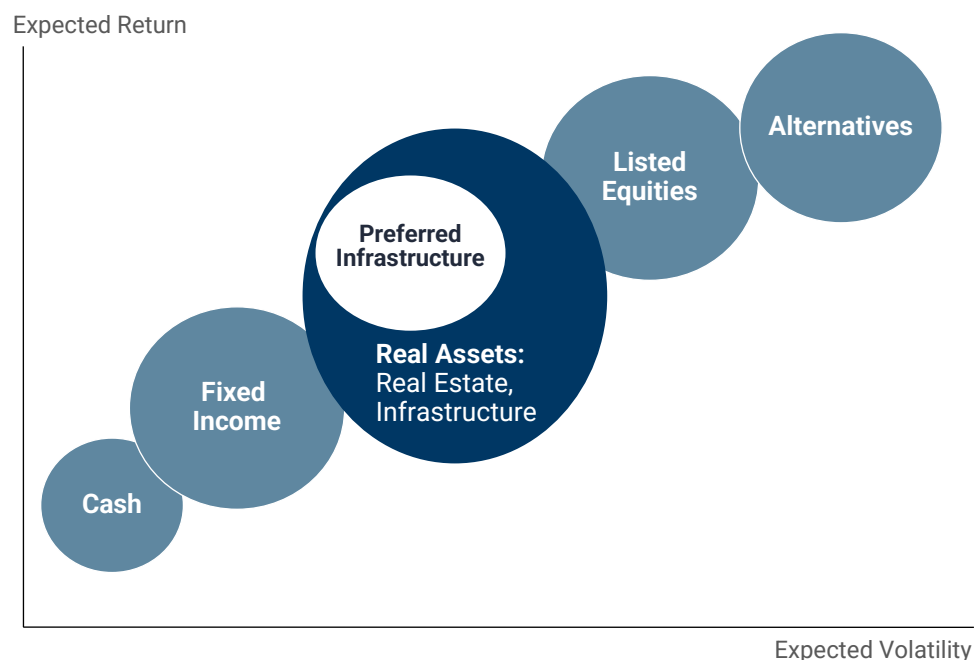 Expected Return
Alternatives
Listed
Equities
Preferred
Infrastructure
Real Assets:
Real Estate,
Infrastructure
Fixed
Income
Cash
Expected Volatility